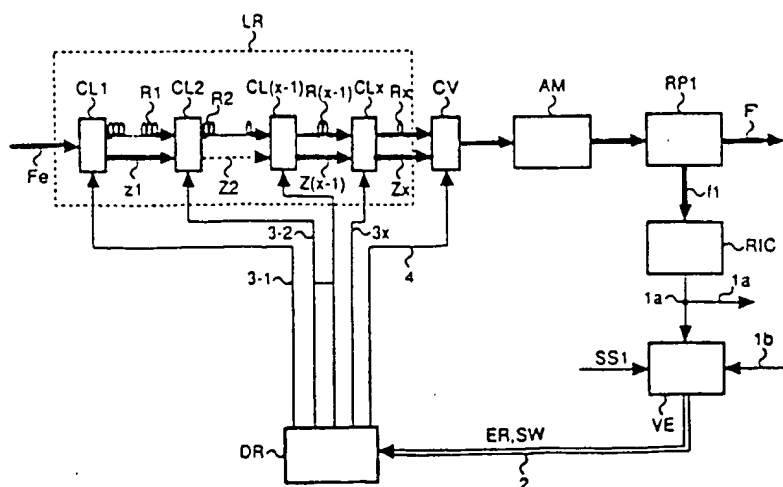 LR
CL1 R1 CL2 R2 CL(x-1) R(x-1) CLx Rx CV AM RP1 F
Fe z1 Z2 Z(x-1) Zx f1
RIC
3-2 3x 4
3-1
1a 1a
SS1 1b
VE
ER,SW
DR 2